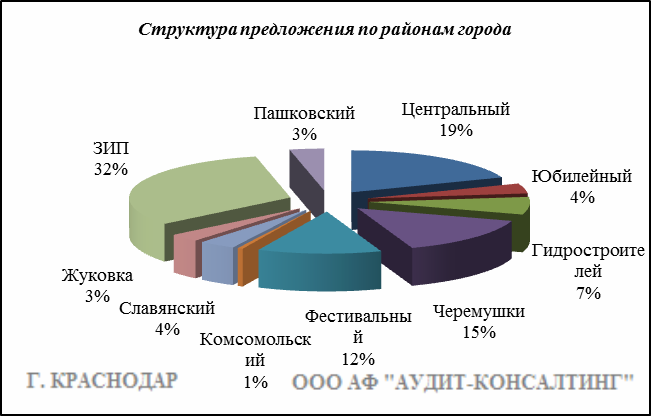 Структура предложения по районам города
Пашковский
3%
Центральный
19%
ЗИП
32%
Юбилейный
4%
Гидростроите
лей
7%
Жуковка
3%
Славянский
4%
Комсомольск
ий
1%
Фестивальны
й
12%
Черемушки
15%
Г. КРАСНОДАР
ООО АФ "АУДИТ-КОНСАЛТИНГ"